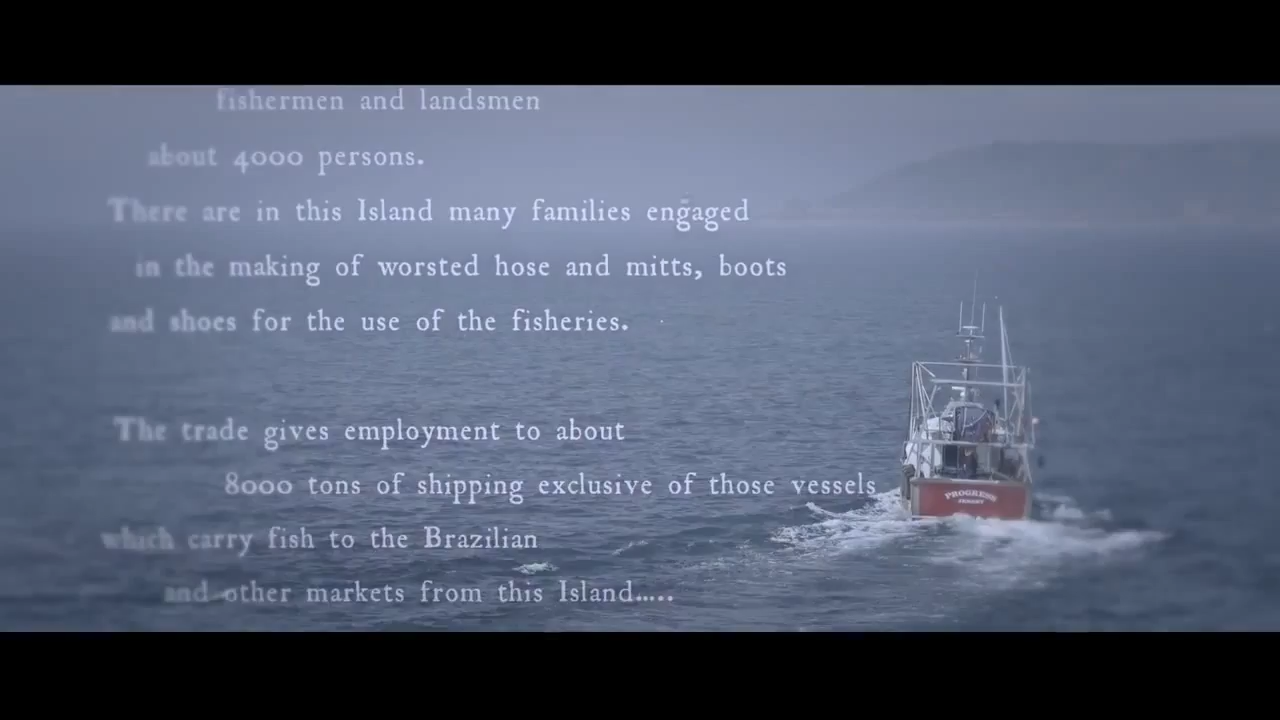 fishermen and landsmen
about 4000 persons.
There are in this Island many families engaged
in the making of worsted hose and mitts, boots
and shoes for the use of the fisheries.
The trade gives employment to about
8000 tons of shipping exclusive of those vessels
which carry fish to the Brazilian
and other markets from this Island.....
PROGRESS
JERSEY